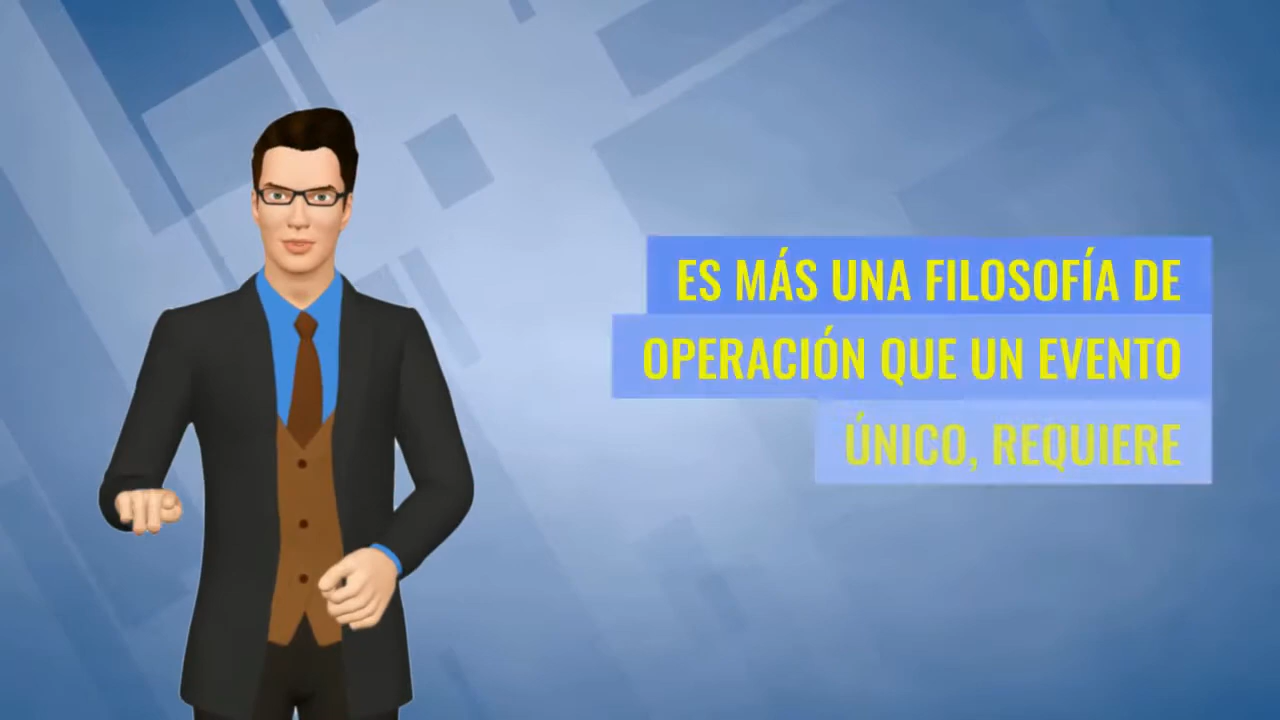 ES MÁS UNA FILOSOFÍA DE
OPERACIÓN QUE UN EVENTO
ÚNICO, REQUIERE